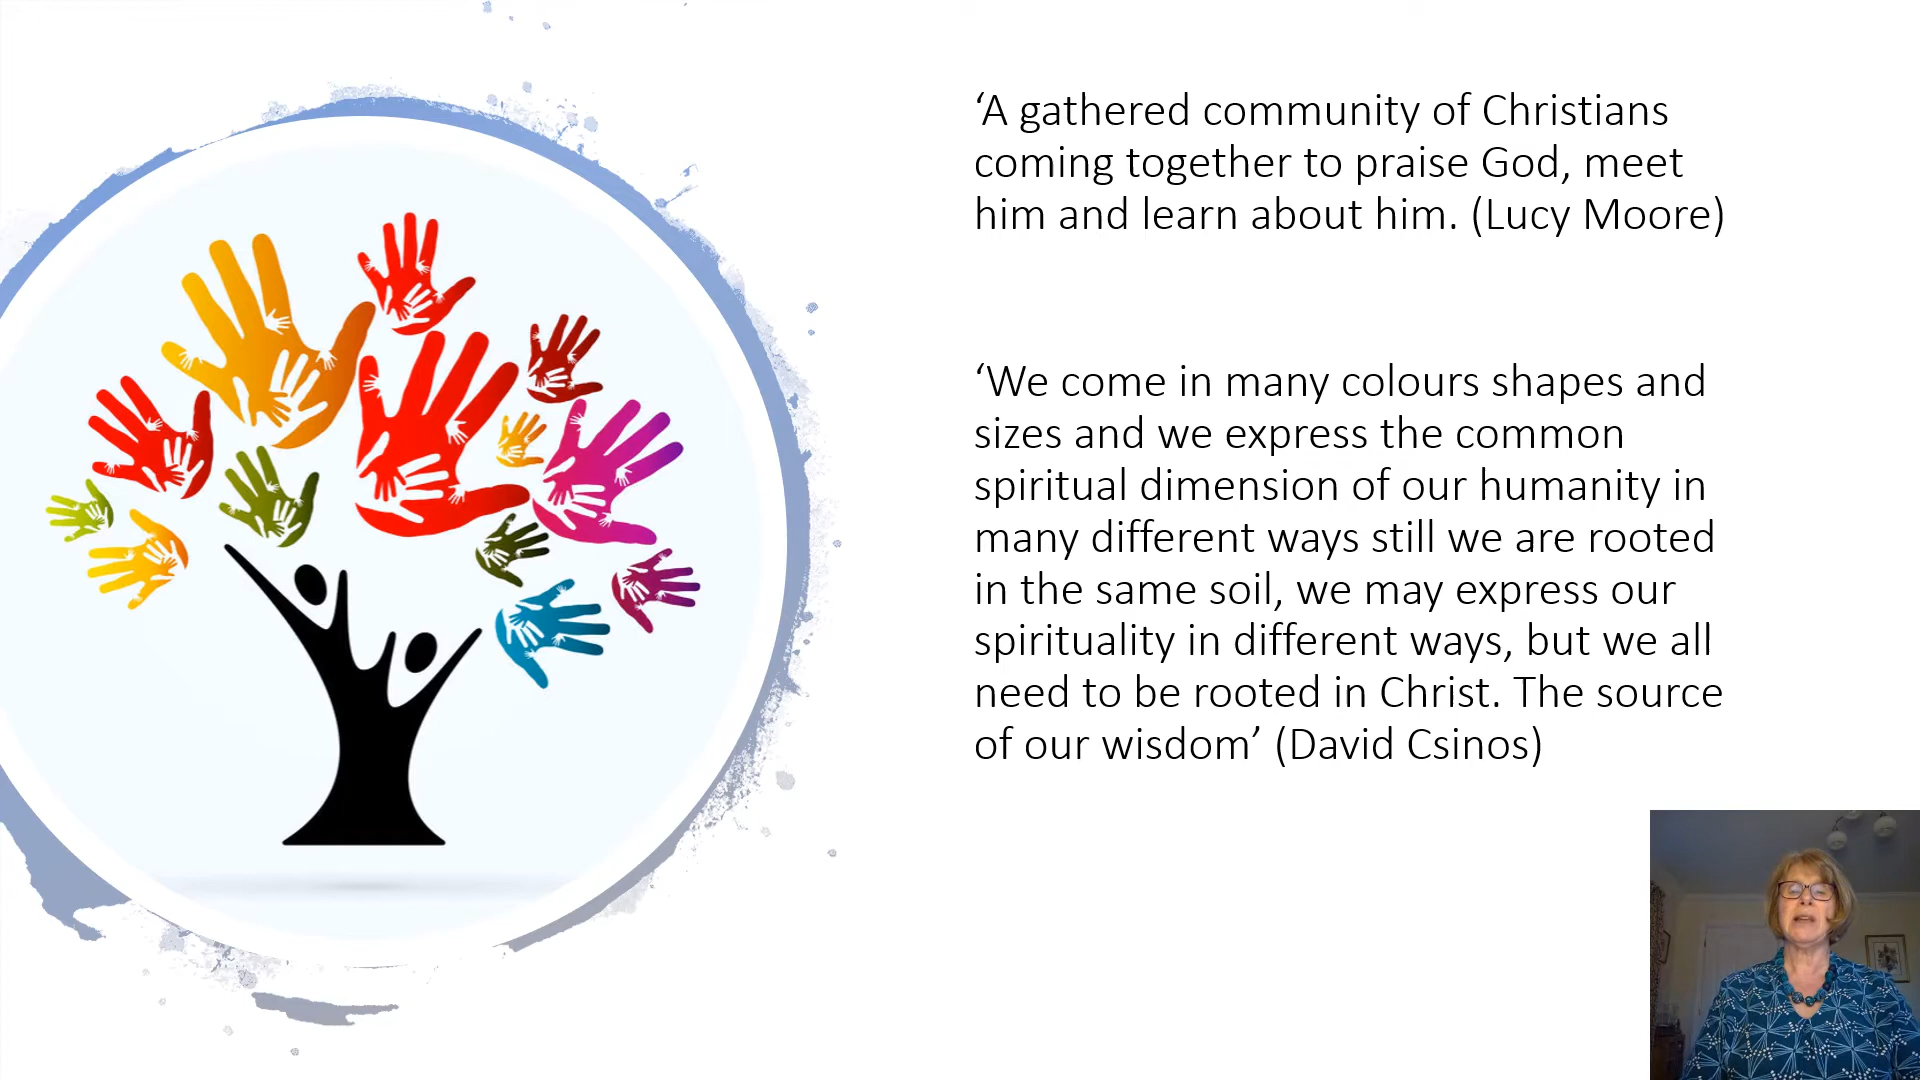 ‘A gathered community of Christians
coming together to praise God, meet
him and learn about him. (Lucy Moore)
‘We come in many colours shapes and
sizes and we express the common
spiritual dimension of our humanity in
many different ways still we are rooted
in the same soil, we may express our
spirituality in different ways, but we all
need to be rooted in Christ. The source
of our wisdom’ (David Csinos)